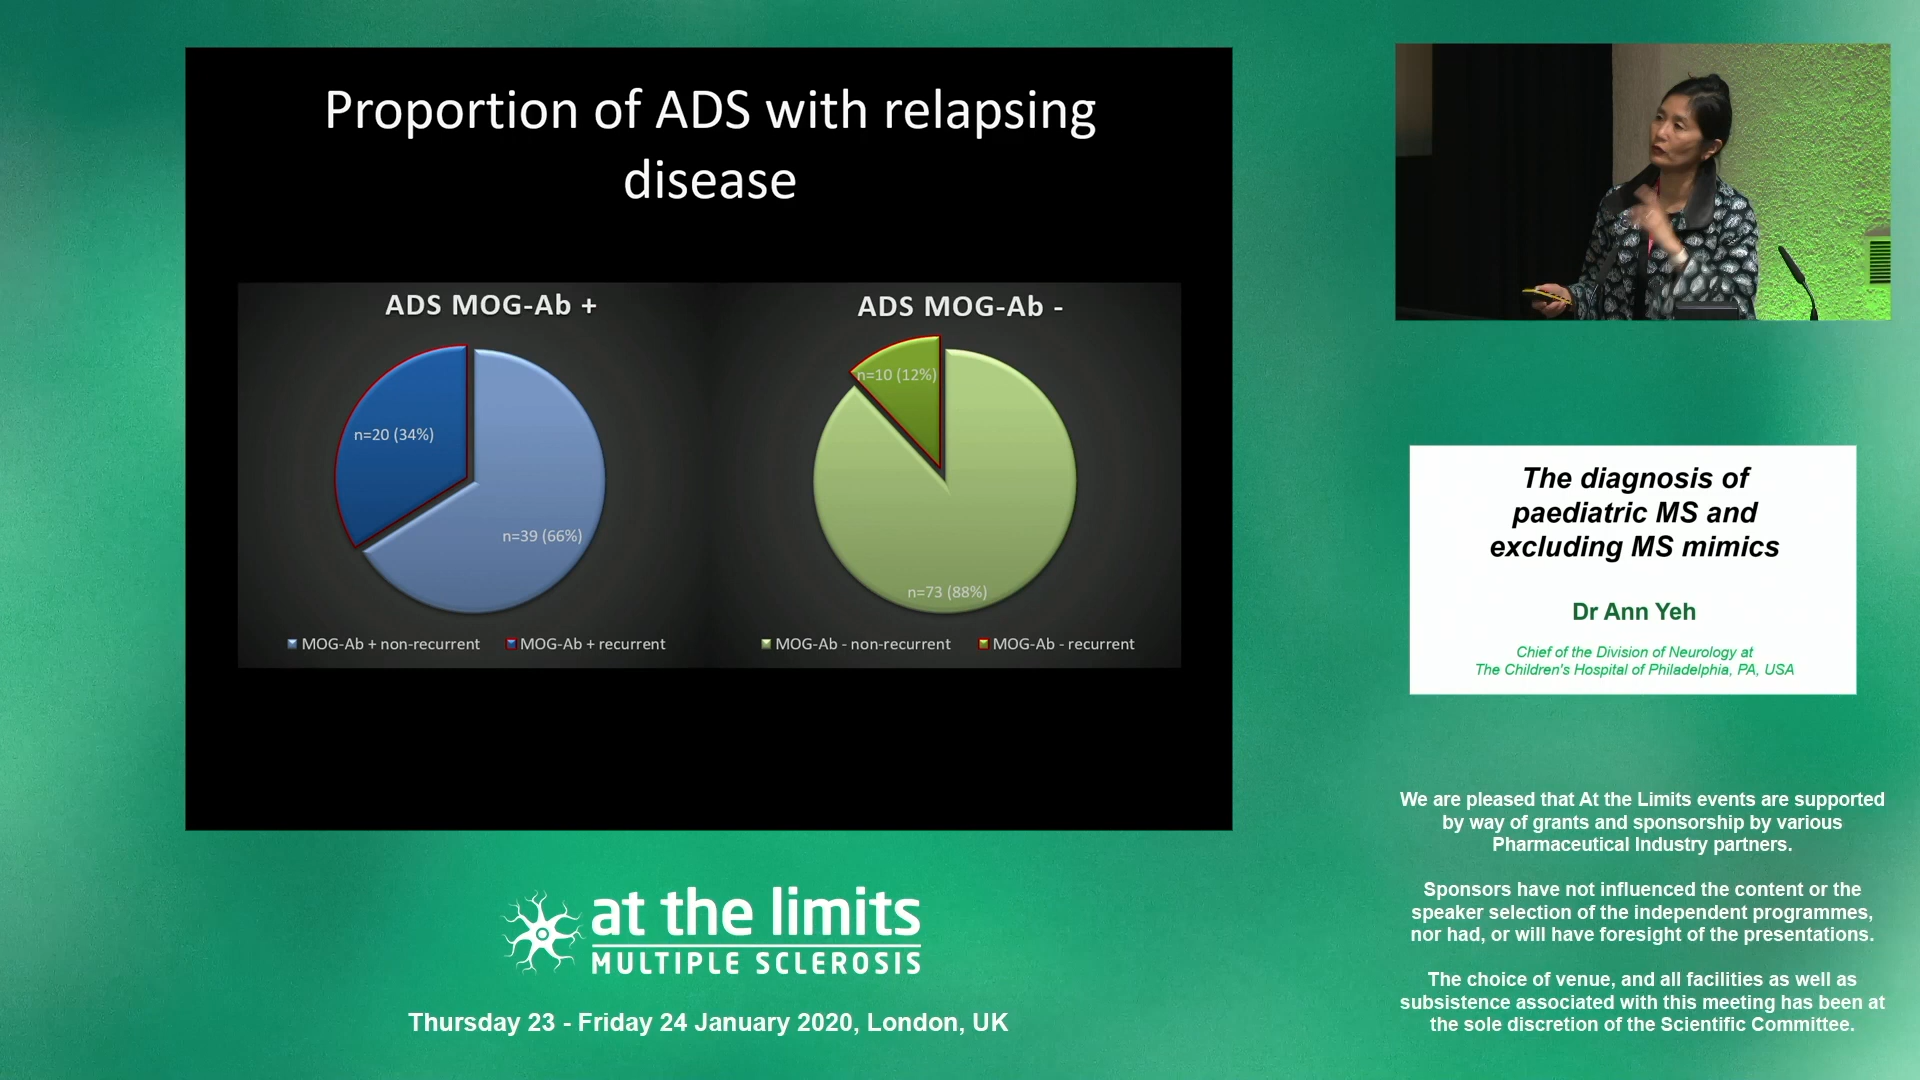 Proportion of ADS with relapsing
disease
ADS MOG-Ab +
n=20 (34%)
n=39 (66%)
MOG-Ab + non-recurrent
MOG-Ab + recurrent
ADS MOG-Ab -
n=10 (12%)
n=73 (88%)
MOG-Ab - non-recurrent
MOG-Ab - recurrent
The diagnosis of
paediatric MS and
excluding MS mimics
Dr Ann Yeh
Chief of the Division of Neurology at
The Children's Hospital of Philadelphia, PA, USA
We are pleased that At the Limits events are supported
by way of grants and sponsorship by various
Pharmaceutical Industry partners.
Sponsors have not influenced the content or the
speaker selection of the independent programmes,
nor had, or will have foresight of the presentations.
The choice of venue, and all facilities as well as
subsistence associated with this meeting has been at
the sole discretion of the Scientific Committee.
at the limits
MULTIPLE SCLEROSIS
Thursday 23 - Friday 24 January 2020, London, UK